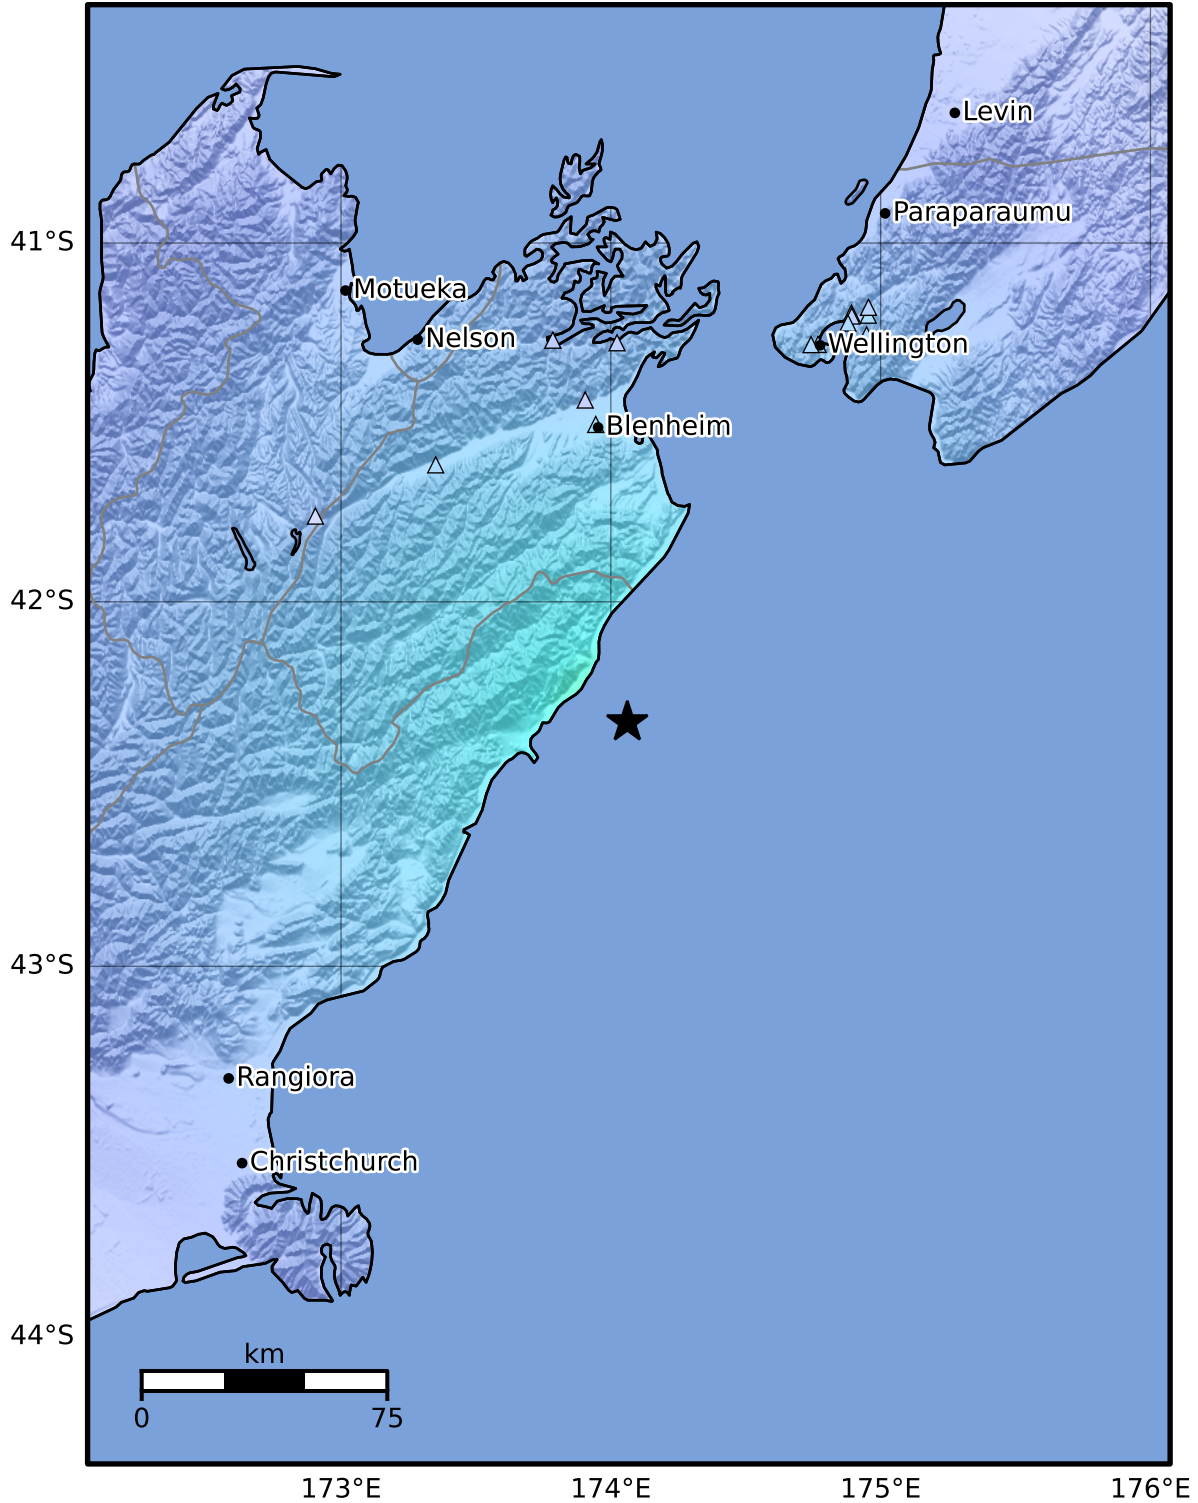 Levin
Paraparaumu
41°S
Motueka
Nelson
Wellington
Blenheim
42°S
43°S
Rangiora
Christchurch
44°S
km
0 75
173°E 174°E 175°E 176°E